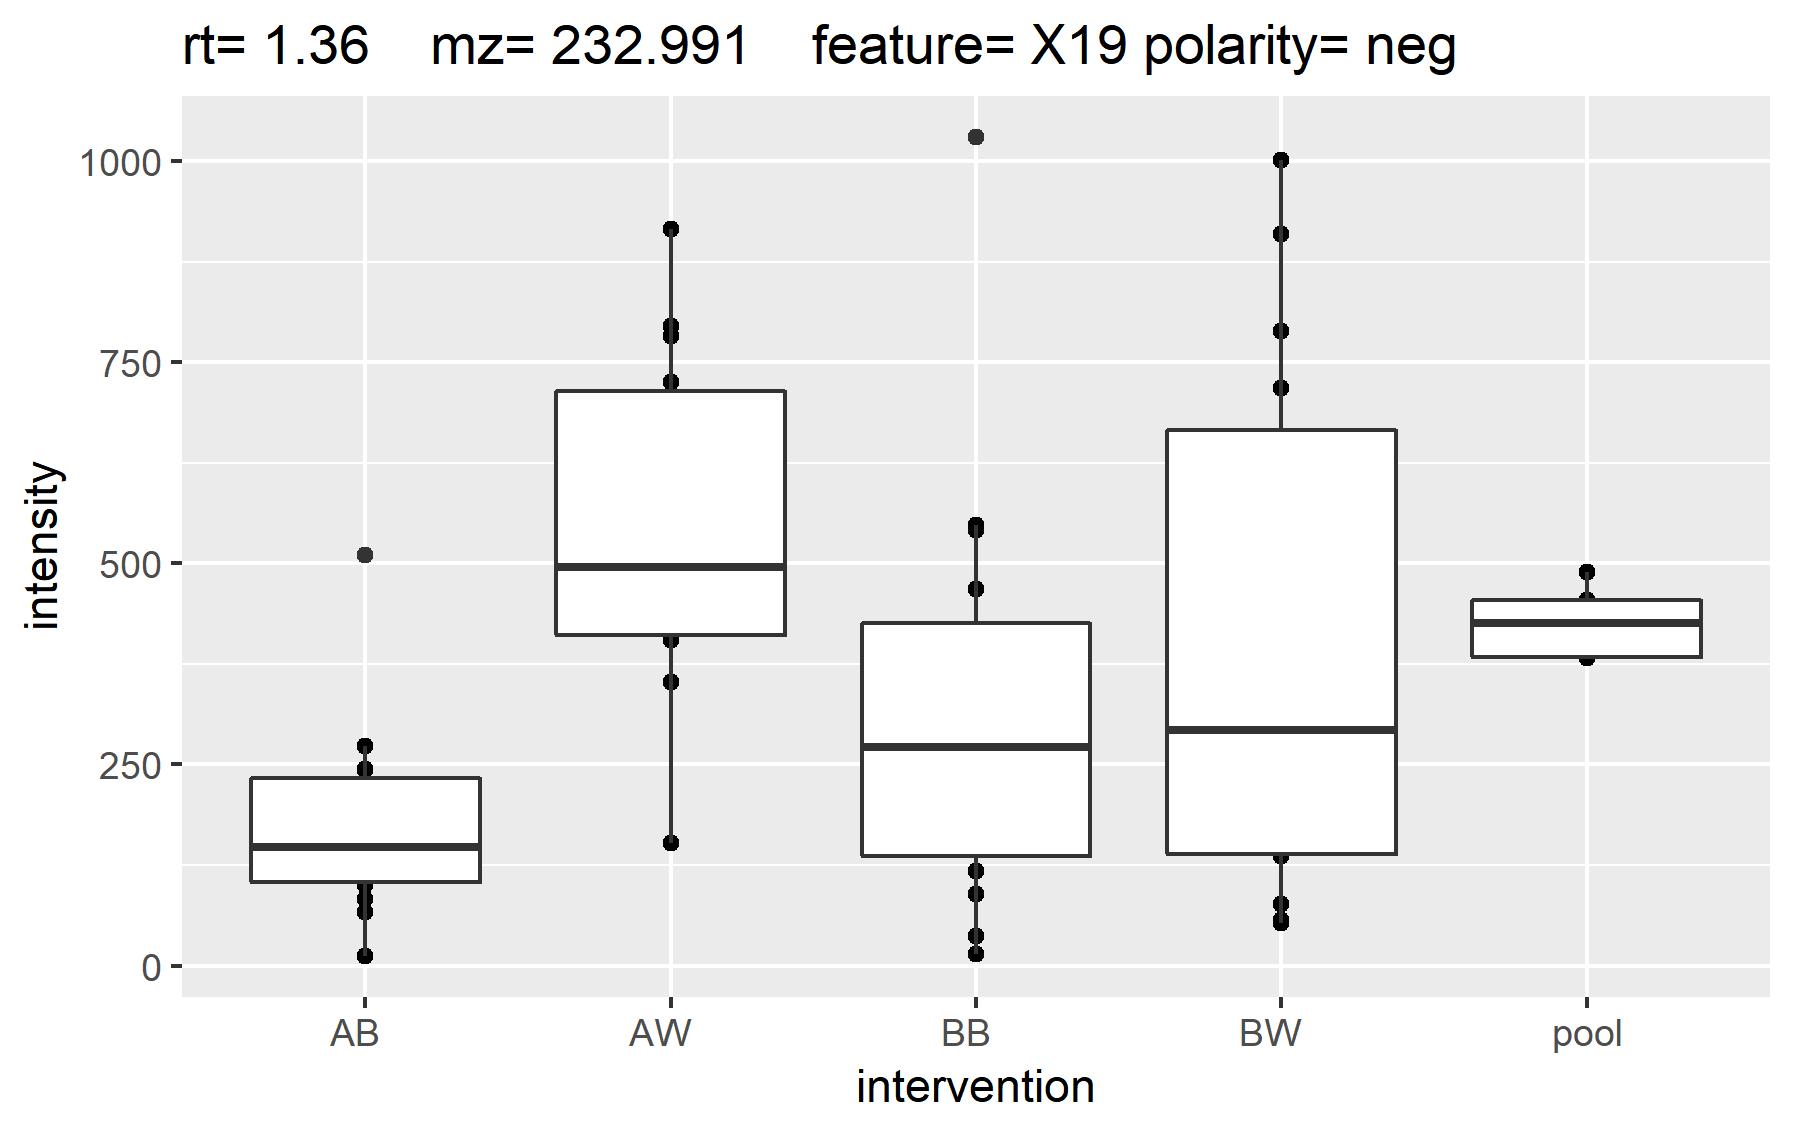 rt= 1.36 mz= 232.991 feature= X19 polarity= neg
intensity
1000
750
500
250
0
AB AW BB BW pool
intervention